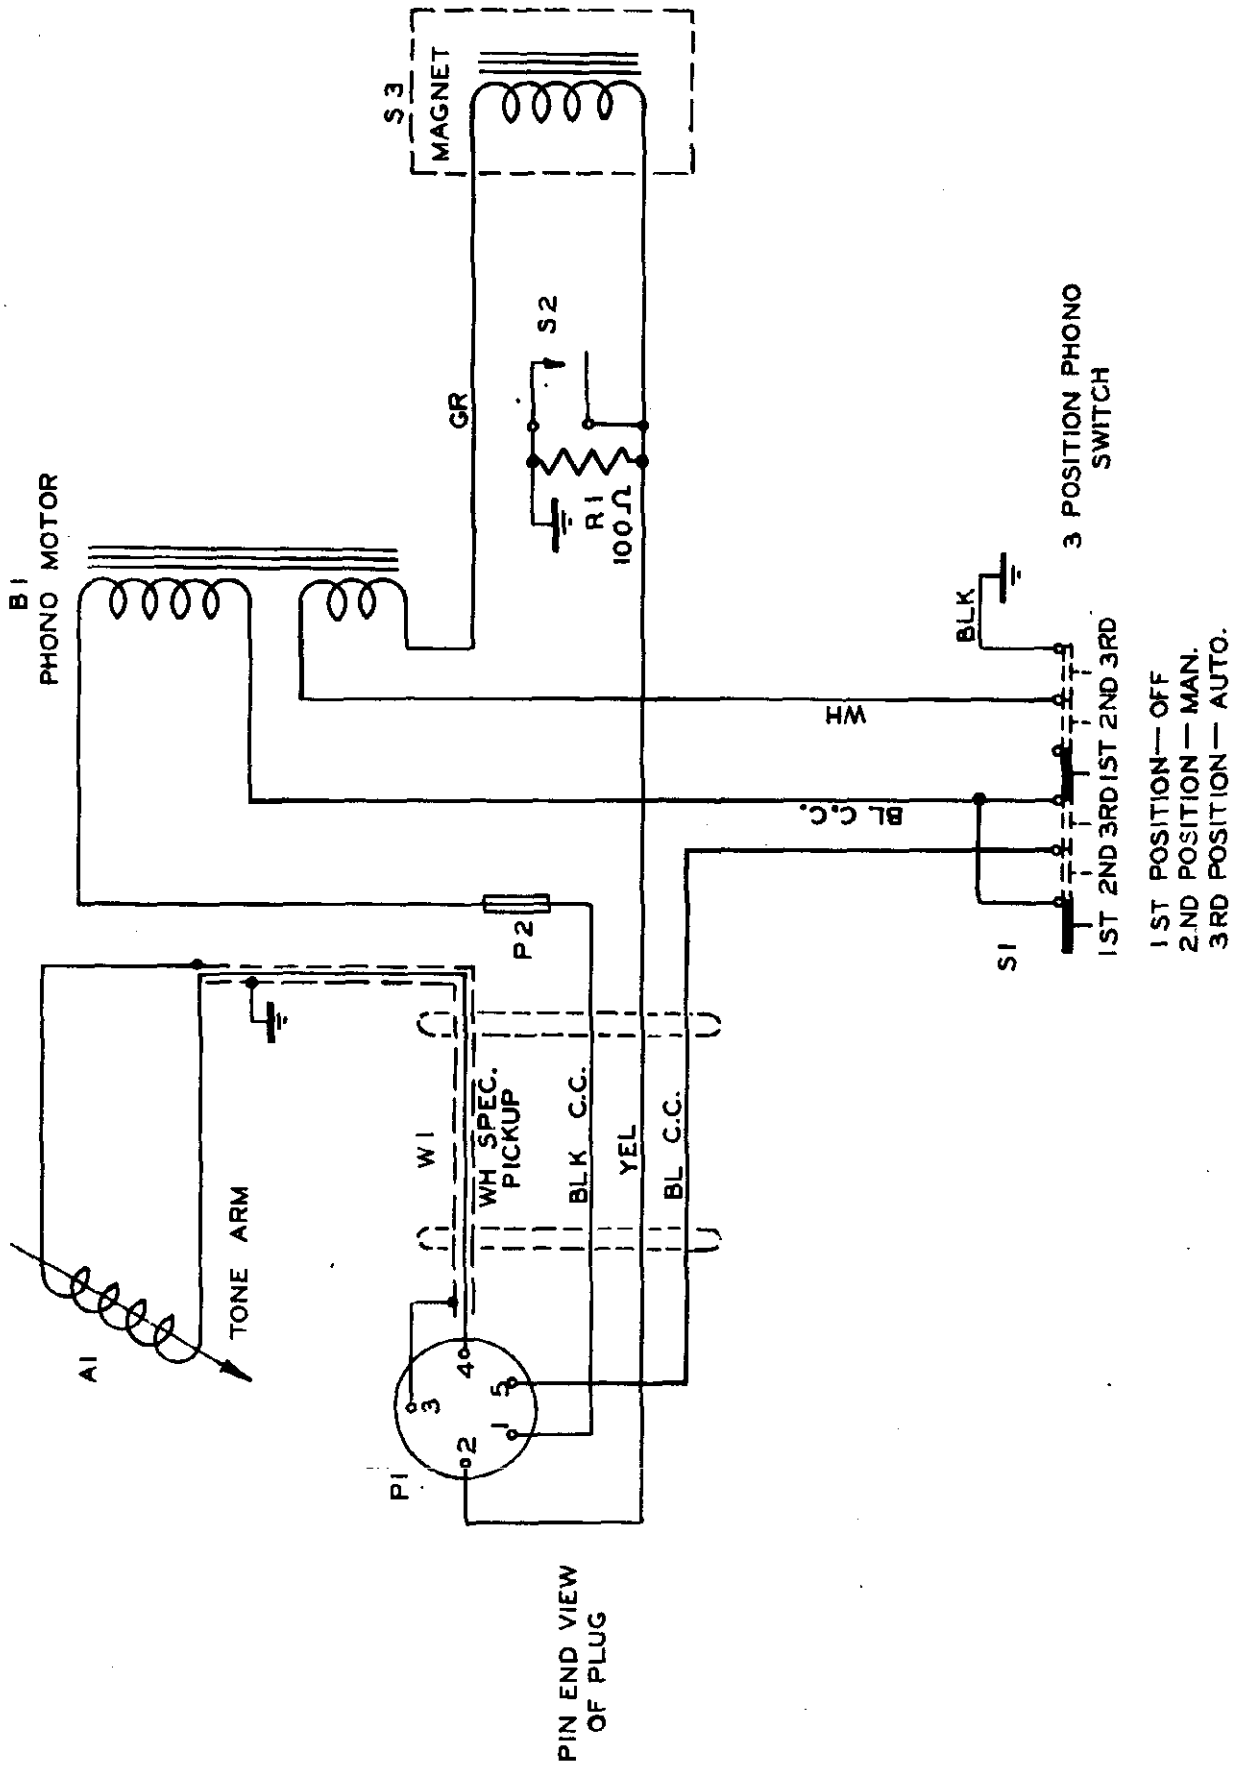 B1
PHONO MOTOR
S3
MAGNET
GR
S2
R1
100Ω
A1
TONE ARM
W1
WH SPEC.
PICKUP
P2
BLK C.C.
YEL
BL C.C.
WH
BL C.C.
P1
1
2
3
4
5
PIN END VIEW
OF PLUG
BLK
S1
1ST 2ND 3RD 1ST 2ND 3RD
3 POSITION PHONO
SWITCH
1ST POSITION—OFF
2.ND POSITION—MAN.
3RD POSITION—AUTO.